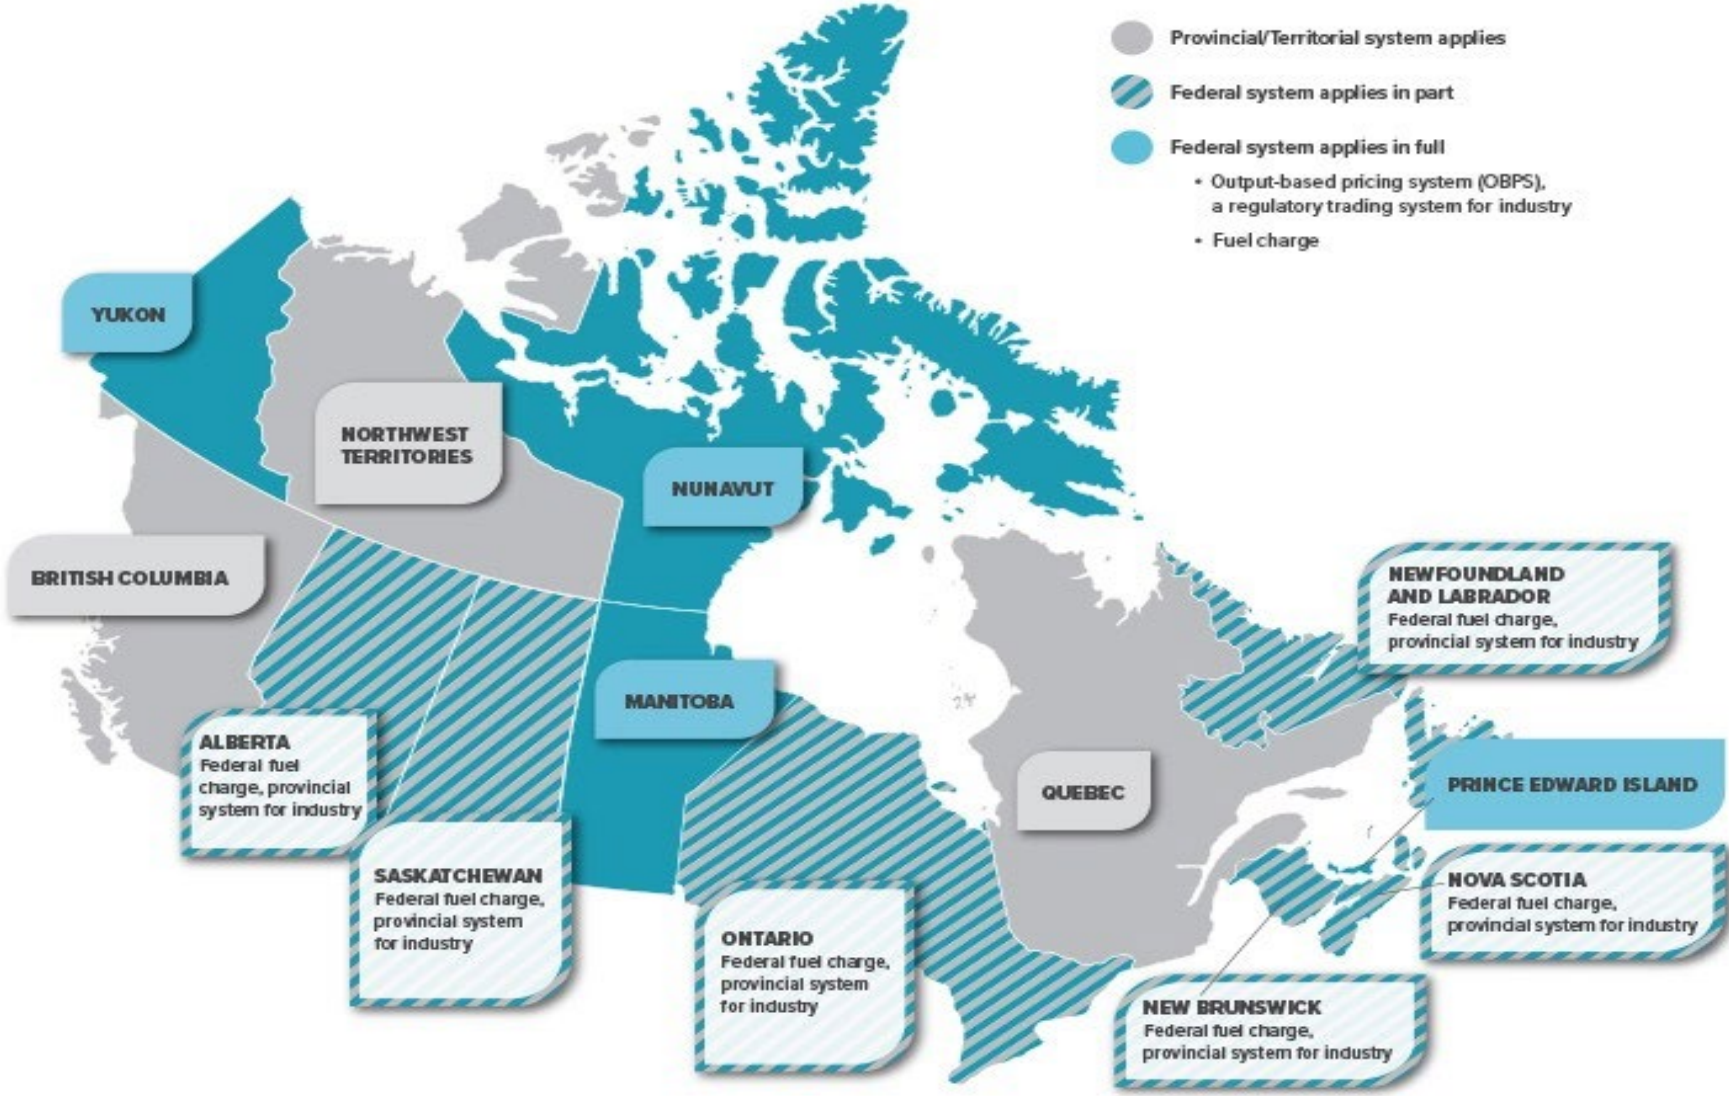 Provincial/Territorial system applies
Federal system applies in part
Federal system applies in full
• Output-based pricing system (OBPS),
a regulatory trading system for industry
• Fuel charge
YUKON
NORTHWEST
TERRITORIES
NUNAVUT
BRITISH COLUMBIA
NEWFOUNDLAND
AND LABRADOR
Federal fuel charge,
provincial system for industry
MANITOBA
ALBERTA
Federal fuel
charge, provincial
system for industry
QUEBEC
PRINCE EDWARD ISLAND
SASKATCHEWAN
Federal fuel charge,
provincial system
for industry
NOVA SCOTIA
Federal fuel charge,
provincial system for industry
ONTARIO
Federal fuel charge,
provincial system
for industry
NEW BRUNSWICK
Federal fuel charge,
provincial system for industry